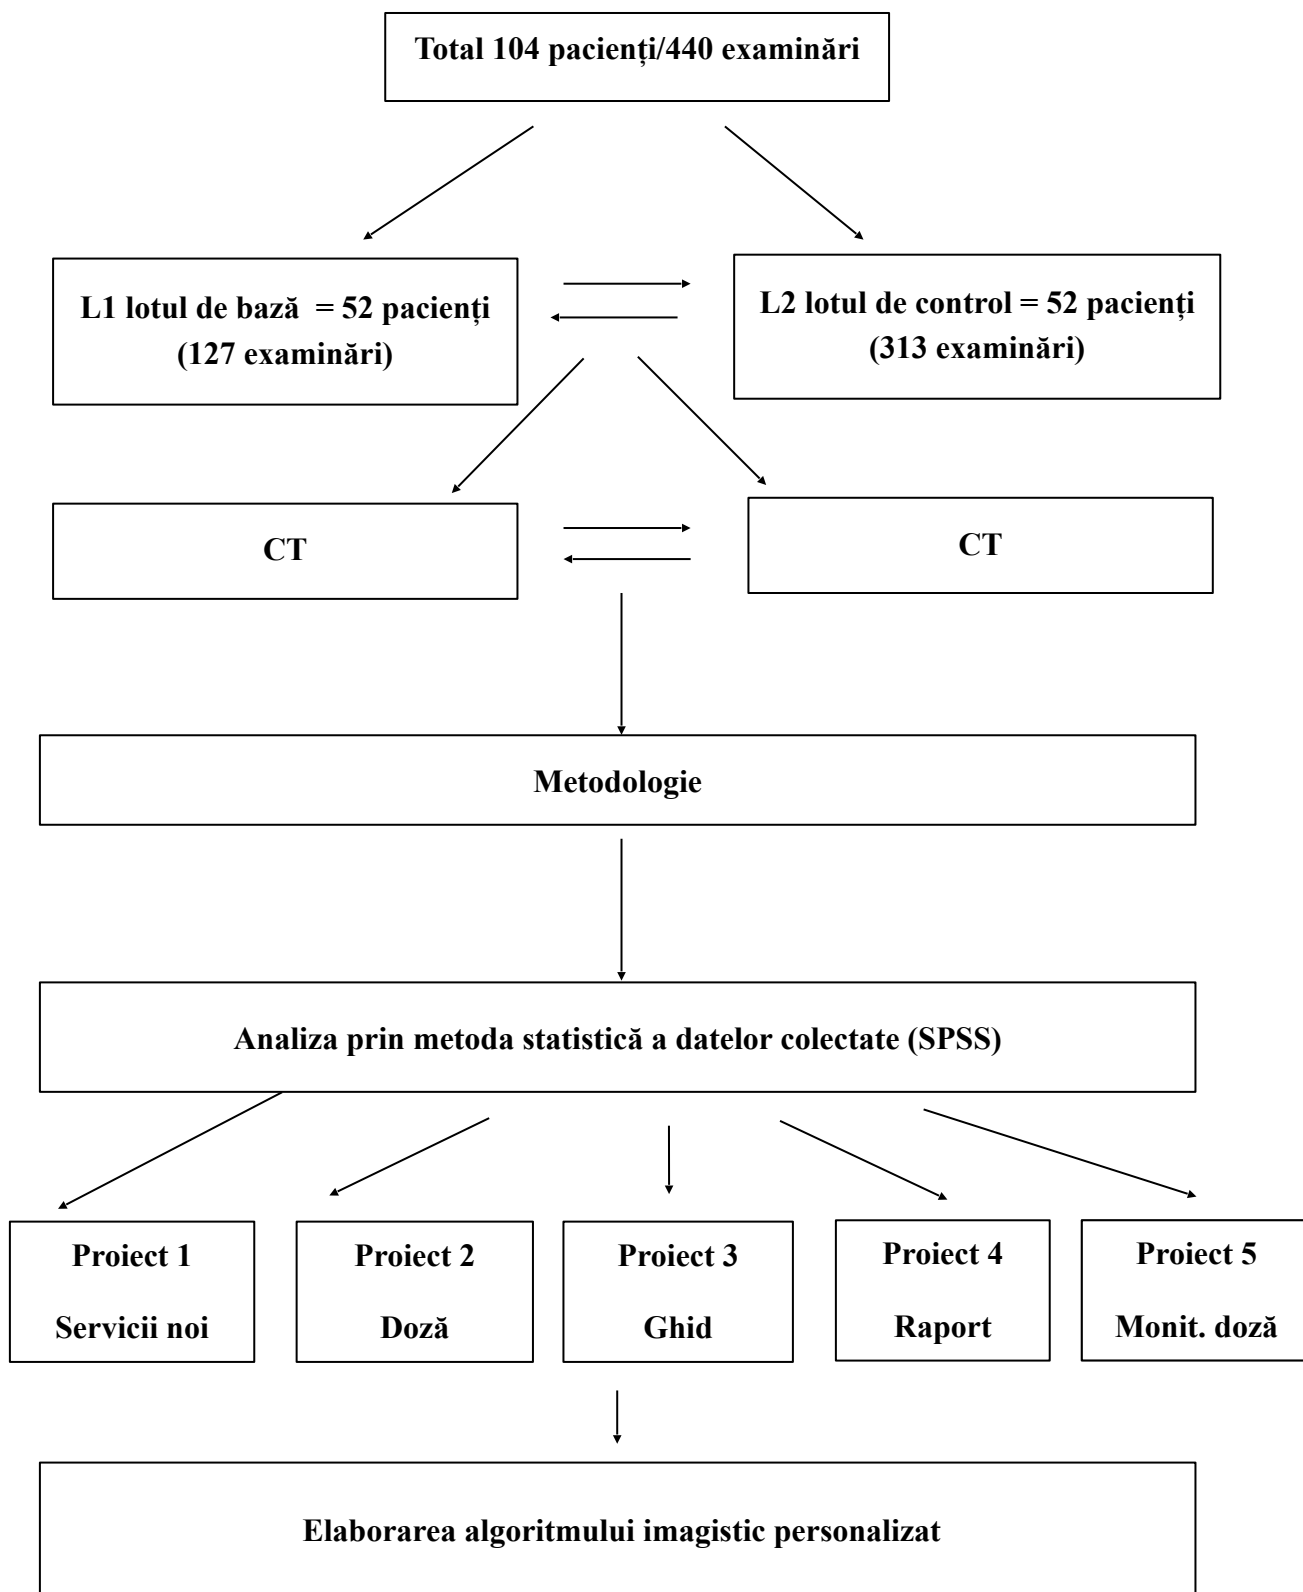 Total 104 pacienți/440 examinări
L1 lotul de bază = 52 pacienți
(127 examinări)
L2 lotul de control = 52 pacienți
(313 examinări)
CT
CT
Metodologie
Analiza prin metoda statistică a datelor colectate (SPSS)
Proiect 1
Servicii noi
Proiect 2
Doză
Proiect 3
Ghid
Proiect 4
Raport
Proiect 5
Monit. doză
Elaborarea algoritmului imagistic personalizat